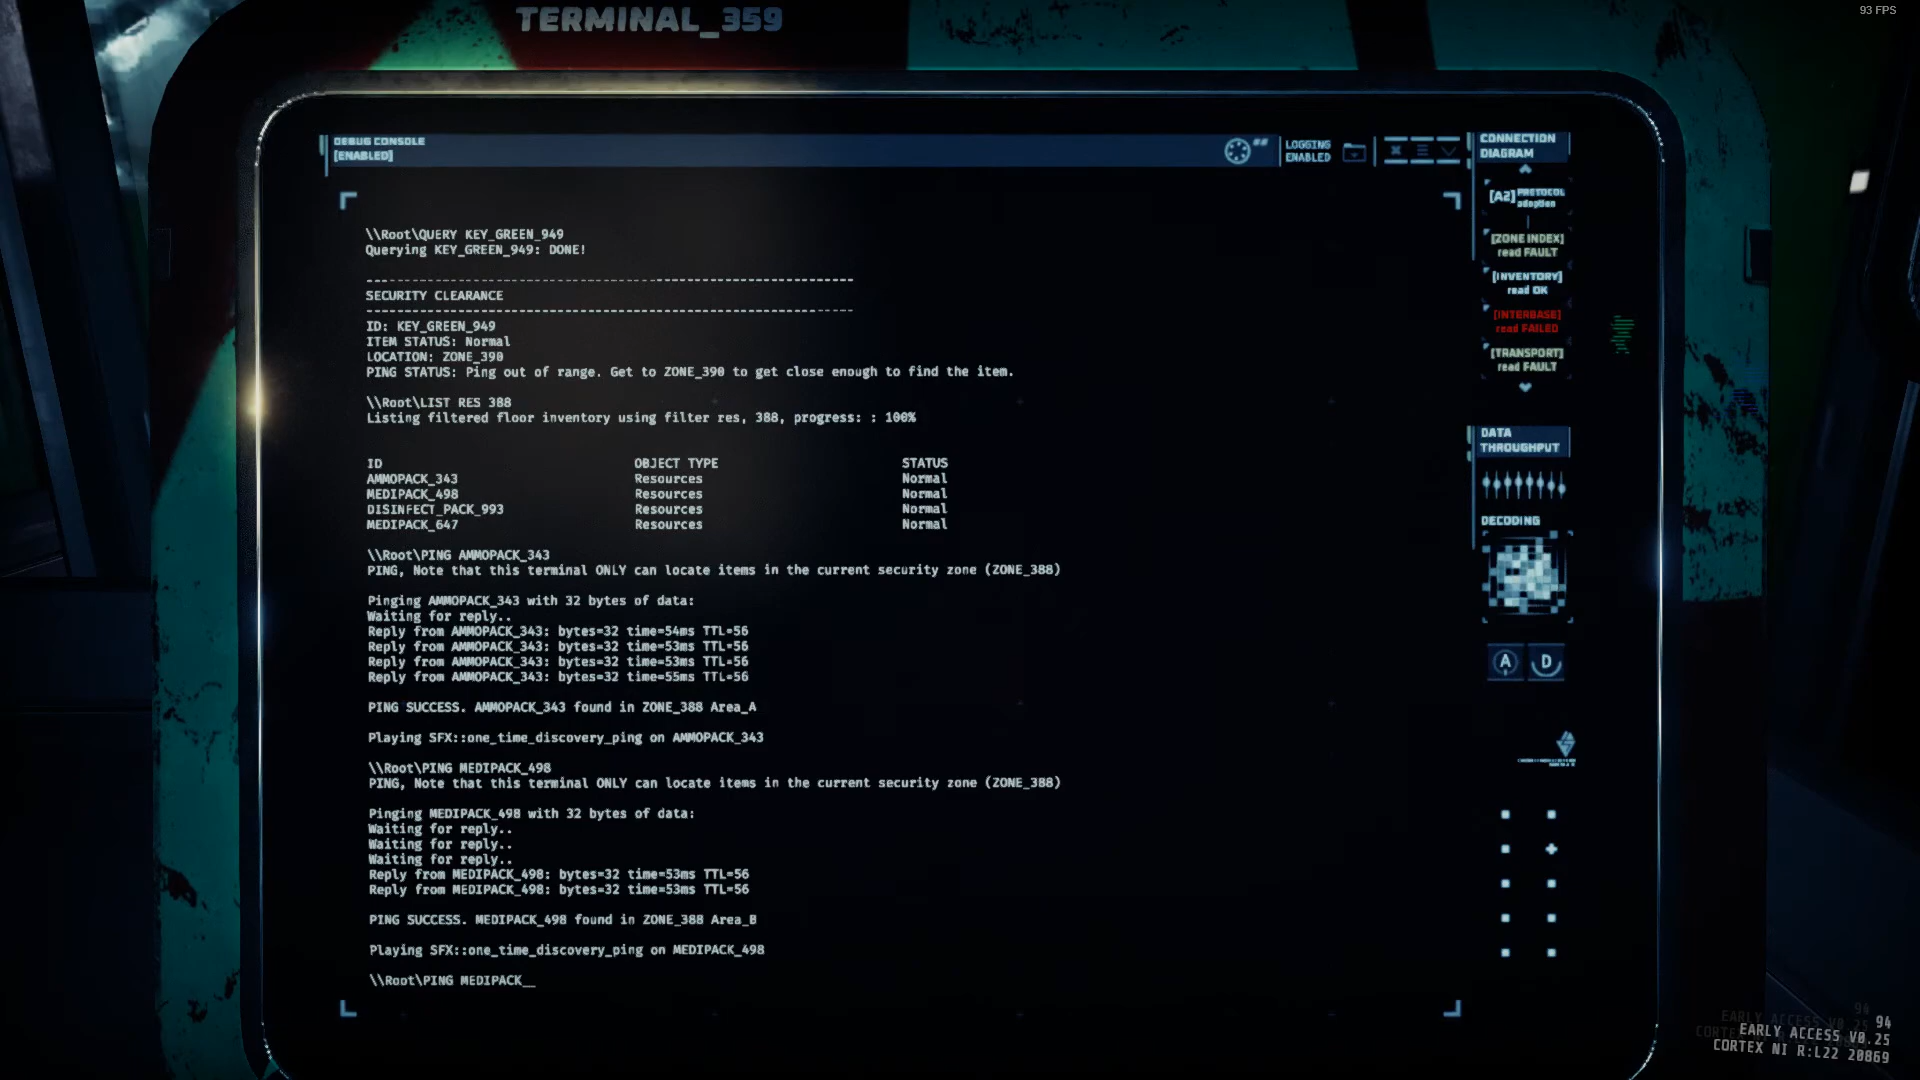 TERMINAL_359
93 FPS
DEBUG CONSOLE
[ENABLED]
LOGGING
ENABLED
\\Root\QUERY KEY_GREEN_949
Querying KEY_GREEN_949: DONE!
SECURITY CLEARANCE
ID: KEY_GREEN_949
ITEM STATUS: Normal
LOCATION: ZONE_390
PING STATUS: Ping out of range. Get to ZONE_390 to get close enough to find the item.
\\Root\LIST RES 388
Listing filtered floor inventory using filter res, 388, progress: : 100%
ID OBJECT TYPE STATUS
AMMOPACK_343 Resources Normal
MEDIPACK_498 Resources Normal
DISINFECT_PACK_993 Resources Normal
MEDIPACK_647 Resources Normal
\\Root\PING AMMOPACK_343
PING, Note that this terminal ONLY can locate items in the current security zone (ZONE_388)
Pinging AMMOPACK_343 with 32 bytes of data:
Waiting for reply..
Reply from AMMOPACK_343: bytes=32 time=54ms TTL=56
Reply from AMMOPACK_343: bytes=32 time=53ms TTL=56
Reply from AMMOPACK_343: bytes=32 time=53ms TTL=56
Reply from AMMOPACK_343: bytes=32 time=55ms TTL=56
PING SUCCESS. AMMOPACK_343 found in ZONE_388 Area_A
Playing SFX::one_time_discovery_ping on AMMOPACK_343
\\Root\PING MEDIPACK_498
PING, Note that this terminal ONLY can locate items in the current security zone (ZONE_388)
Pinging MEDIPACK_498 with 32 bytes of data:
Waiting for reply..
Waiting for reply..
Waiting for reply..
Reply from MEDIPACK_498: bytes=32 time=53ms TTL=56
Reply from MEDIPACK_498: bytes=32 time=53ms TTL=56
PING SUCCESS. MEDIPACK_498 found in ZONE_388 Area_B
Playing SFX::one_time_discovery_ping on MEDIPACK_498
\\Root\PING MEDIPACK__
CONNECTION
DIAGRAM
[A2] PROTOCOL
adoption
[ZONE INDEX]
read FAULT
[INVENTORY]
read OK
[INTERBASE]
read FAILED
[TRANSPORT]
read FAULT
DATA
THROUGHPUT
DECODING
A D
94
EARLY ACCESS V0.25
CORTEX NI R:L22 20869